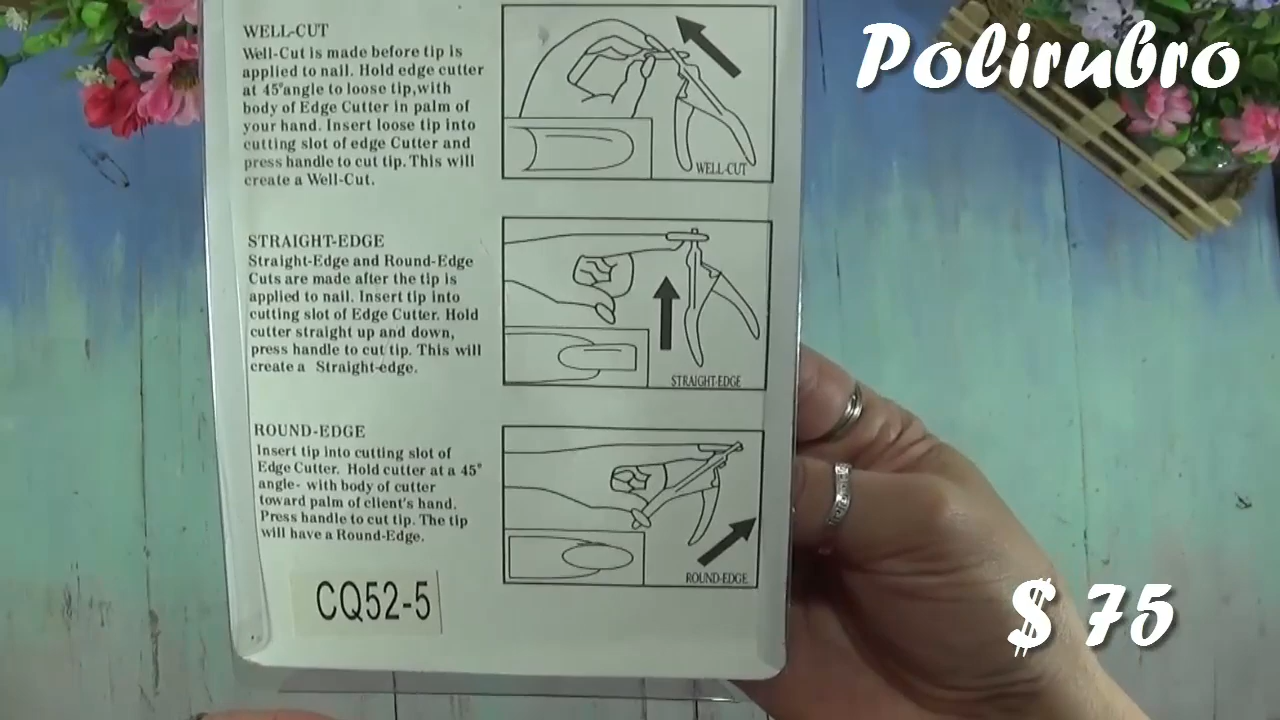 Polirubro
WELL-CUT
Well-Cut is made before tip is
applied to nail. Hold edge cutter
at 45°angle to loose tip,with
body of Edge Cutter in palm of
your hand. Insert loose tip into
cutting slot of edge Cutter and
press handle to cut tip. This will
create a Well-Cut.
WELL-CUT
STRAIGHT-EDGE
Straight-Edge and Round-Edge
Cuts are made after the tip is
applied to nail. Insert tip into
cutting slot of Edge Cutter. Hold
cutter straight up and down,
press handle to cut tip. This will
create a Straight-edge.
STRAIGHT-EDGE
ROUND-EDGE
Insert tip into cutting slot of
Edge Cutter. Hold cutter at a 45°
angle- with body of cutter
toward palm of client's hand.
Press handle to cut tip. The tip
will have a Round-Edge.
ROUND-EDGE
CQ52-5
$ 75